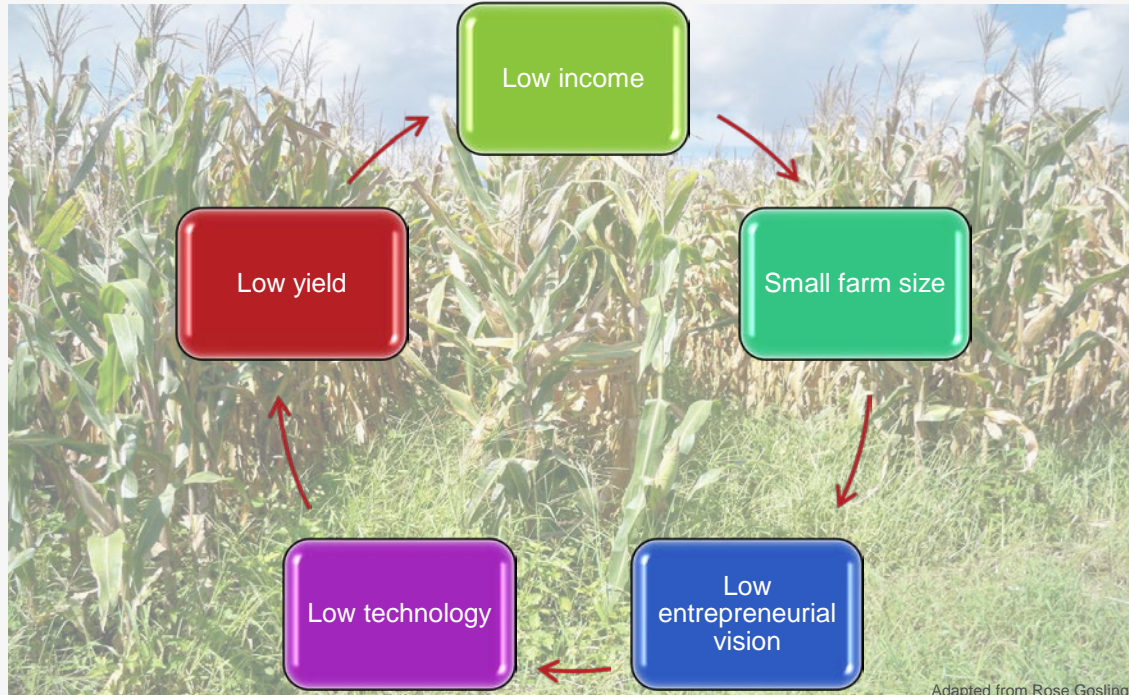 Low income
Small farm size
Low
entrepreneurial
vision
Low technology
Low yield
Adapted from Rose Gosling